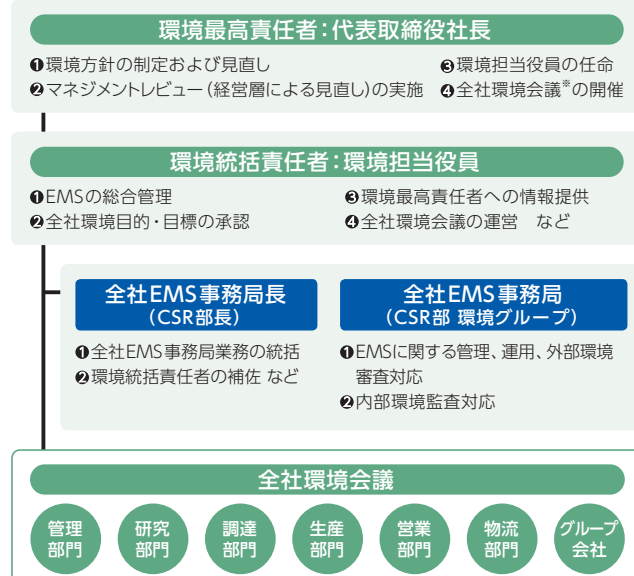 環境最高責任者：代表取締役社長
❶環境方針の制定および見直し
❷マネジメントレビュー（経営層による見直し）の実施
❸環境担当役員の任命
❹全社環境会議※の開催
環境統括責任者：環境担当役員
❶EMSの総合管理
❷全社環境目的・目標の承認
❸環境最高責任者への情報提供
❹全社環境会議の運営　など
全社EMS事務局長
（CSR部長）
❶全社EMS事務局業務の統括
❷環境統括責任者の補佐 など
全社EMS事務局
（CSR部 環境グループ）
❶EMSに関する管理、運用、外部環境
審査対応
❷内部環境監査対応
全社環境会議
管理
部門
研究
部門
調達
部門
生産
部門
営業
部門
物流
部門
グループ
会社